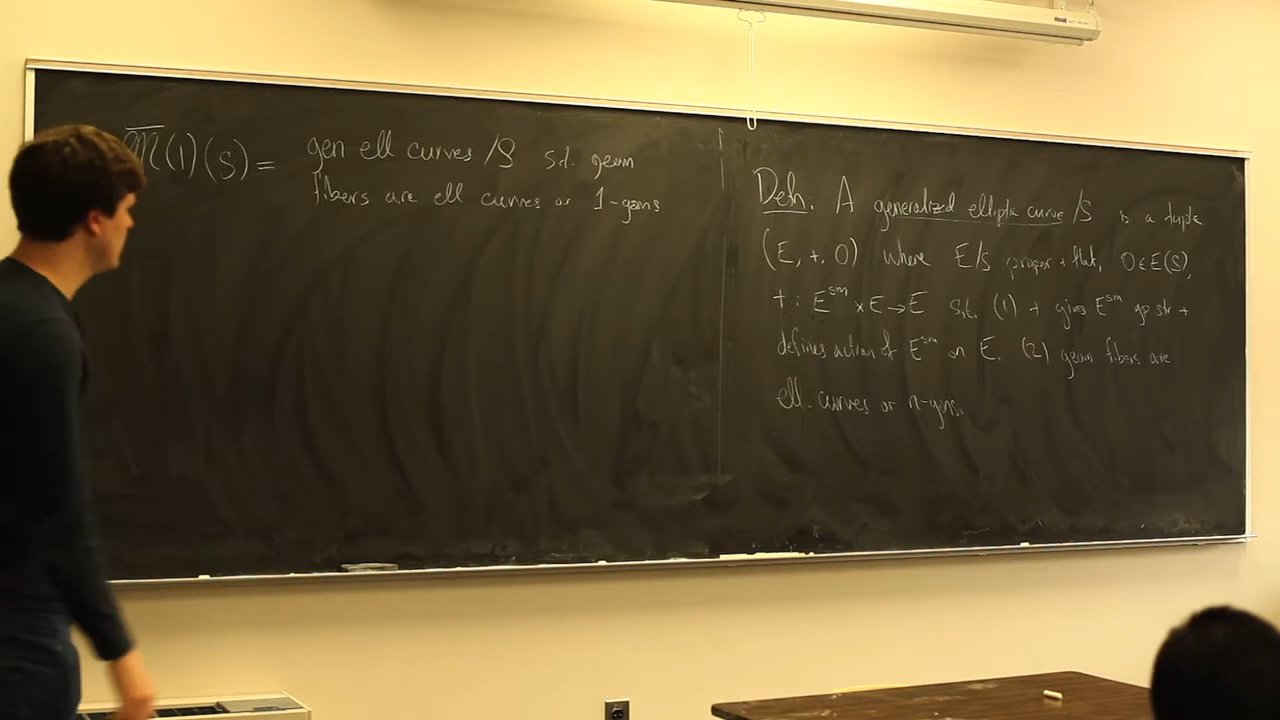 𝔐̅(1)(S) = gen ell curves /S s.t. geom
fibers are ell curves or 1-gons.
Defn. A generalized elliptic curve /S is a tuple
(E, +, 0) where E/S proper + flat, 0∈E(S),
+ : E^sm × E → E s.t. (1) + gives E^sm gp str +
defines action of E^sm on E. (2) geom fibers are
ell. curves or n-gons.